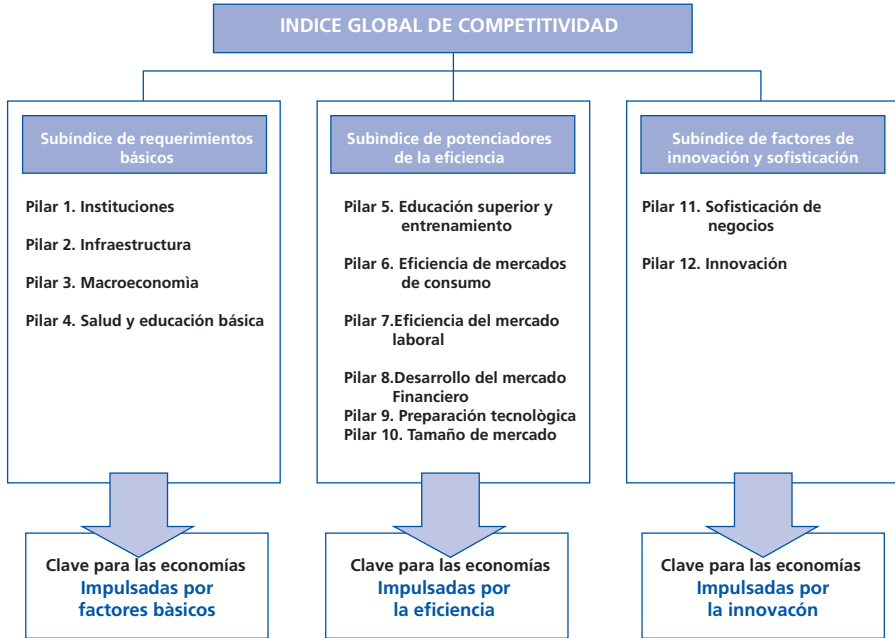 INDICE GLOBAL DE COMPETITIVIDAD
Subíndice de requerimientos
básicos
Pilar 1. Instituciones
Pilar 2. Infraestructura
Pilar 3. Macroeconomìa
Pilar 4. Salud y educación básica
Clave para las economías
Impulsadas por
factores bàsicos
Subìndice de potenciadores
de la eficiencia
Pilar 5. Educación superior y
entrenamiento
Pilar 6. Eficiencia de mercados
de consumo
Pilar 7.Eficiencia del mercado
laboral
Pilar 8.Desarrollo del mercado
Financiero
Pilar 9. Preparación tecnològica
Pilar 10. Tamaño de mercado
Clave para las economías
Impulsadas por
la eficiencia
Subíndice de factores de
innovación y sofisticación
Pilar 11. Sofisticación de
negocios
Pilar 12. Innovación
Clave para las economías
Impulsadas por
la innovacón